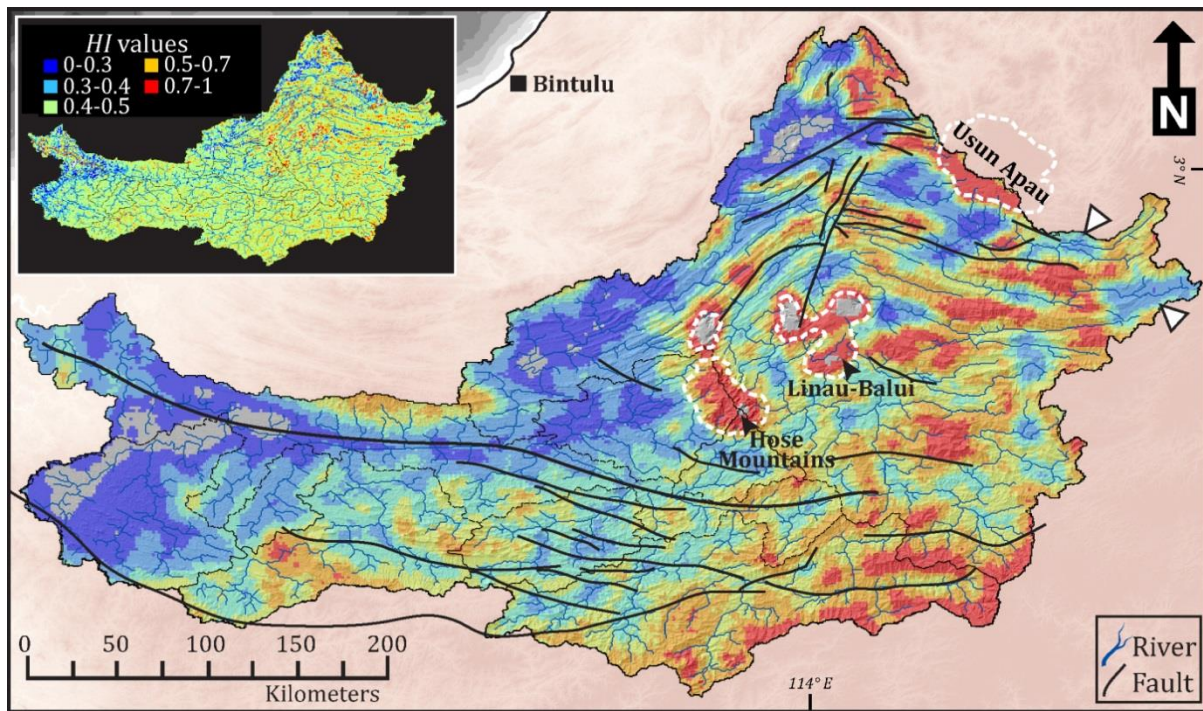 HI values
0-0.3
0.5-0.7
0.3-0.4
0.7-1
0.4-0.5
Bintulu
N
Usun Apau
3° N
Linau-Balui
Hose
Mountains
0 50 100 150 200
Kilometers
114° E
River
Fault